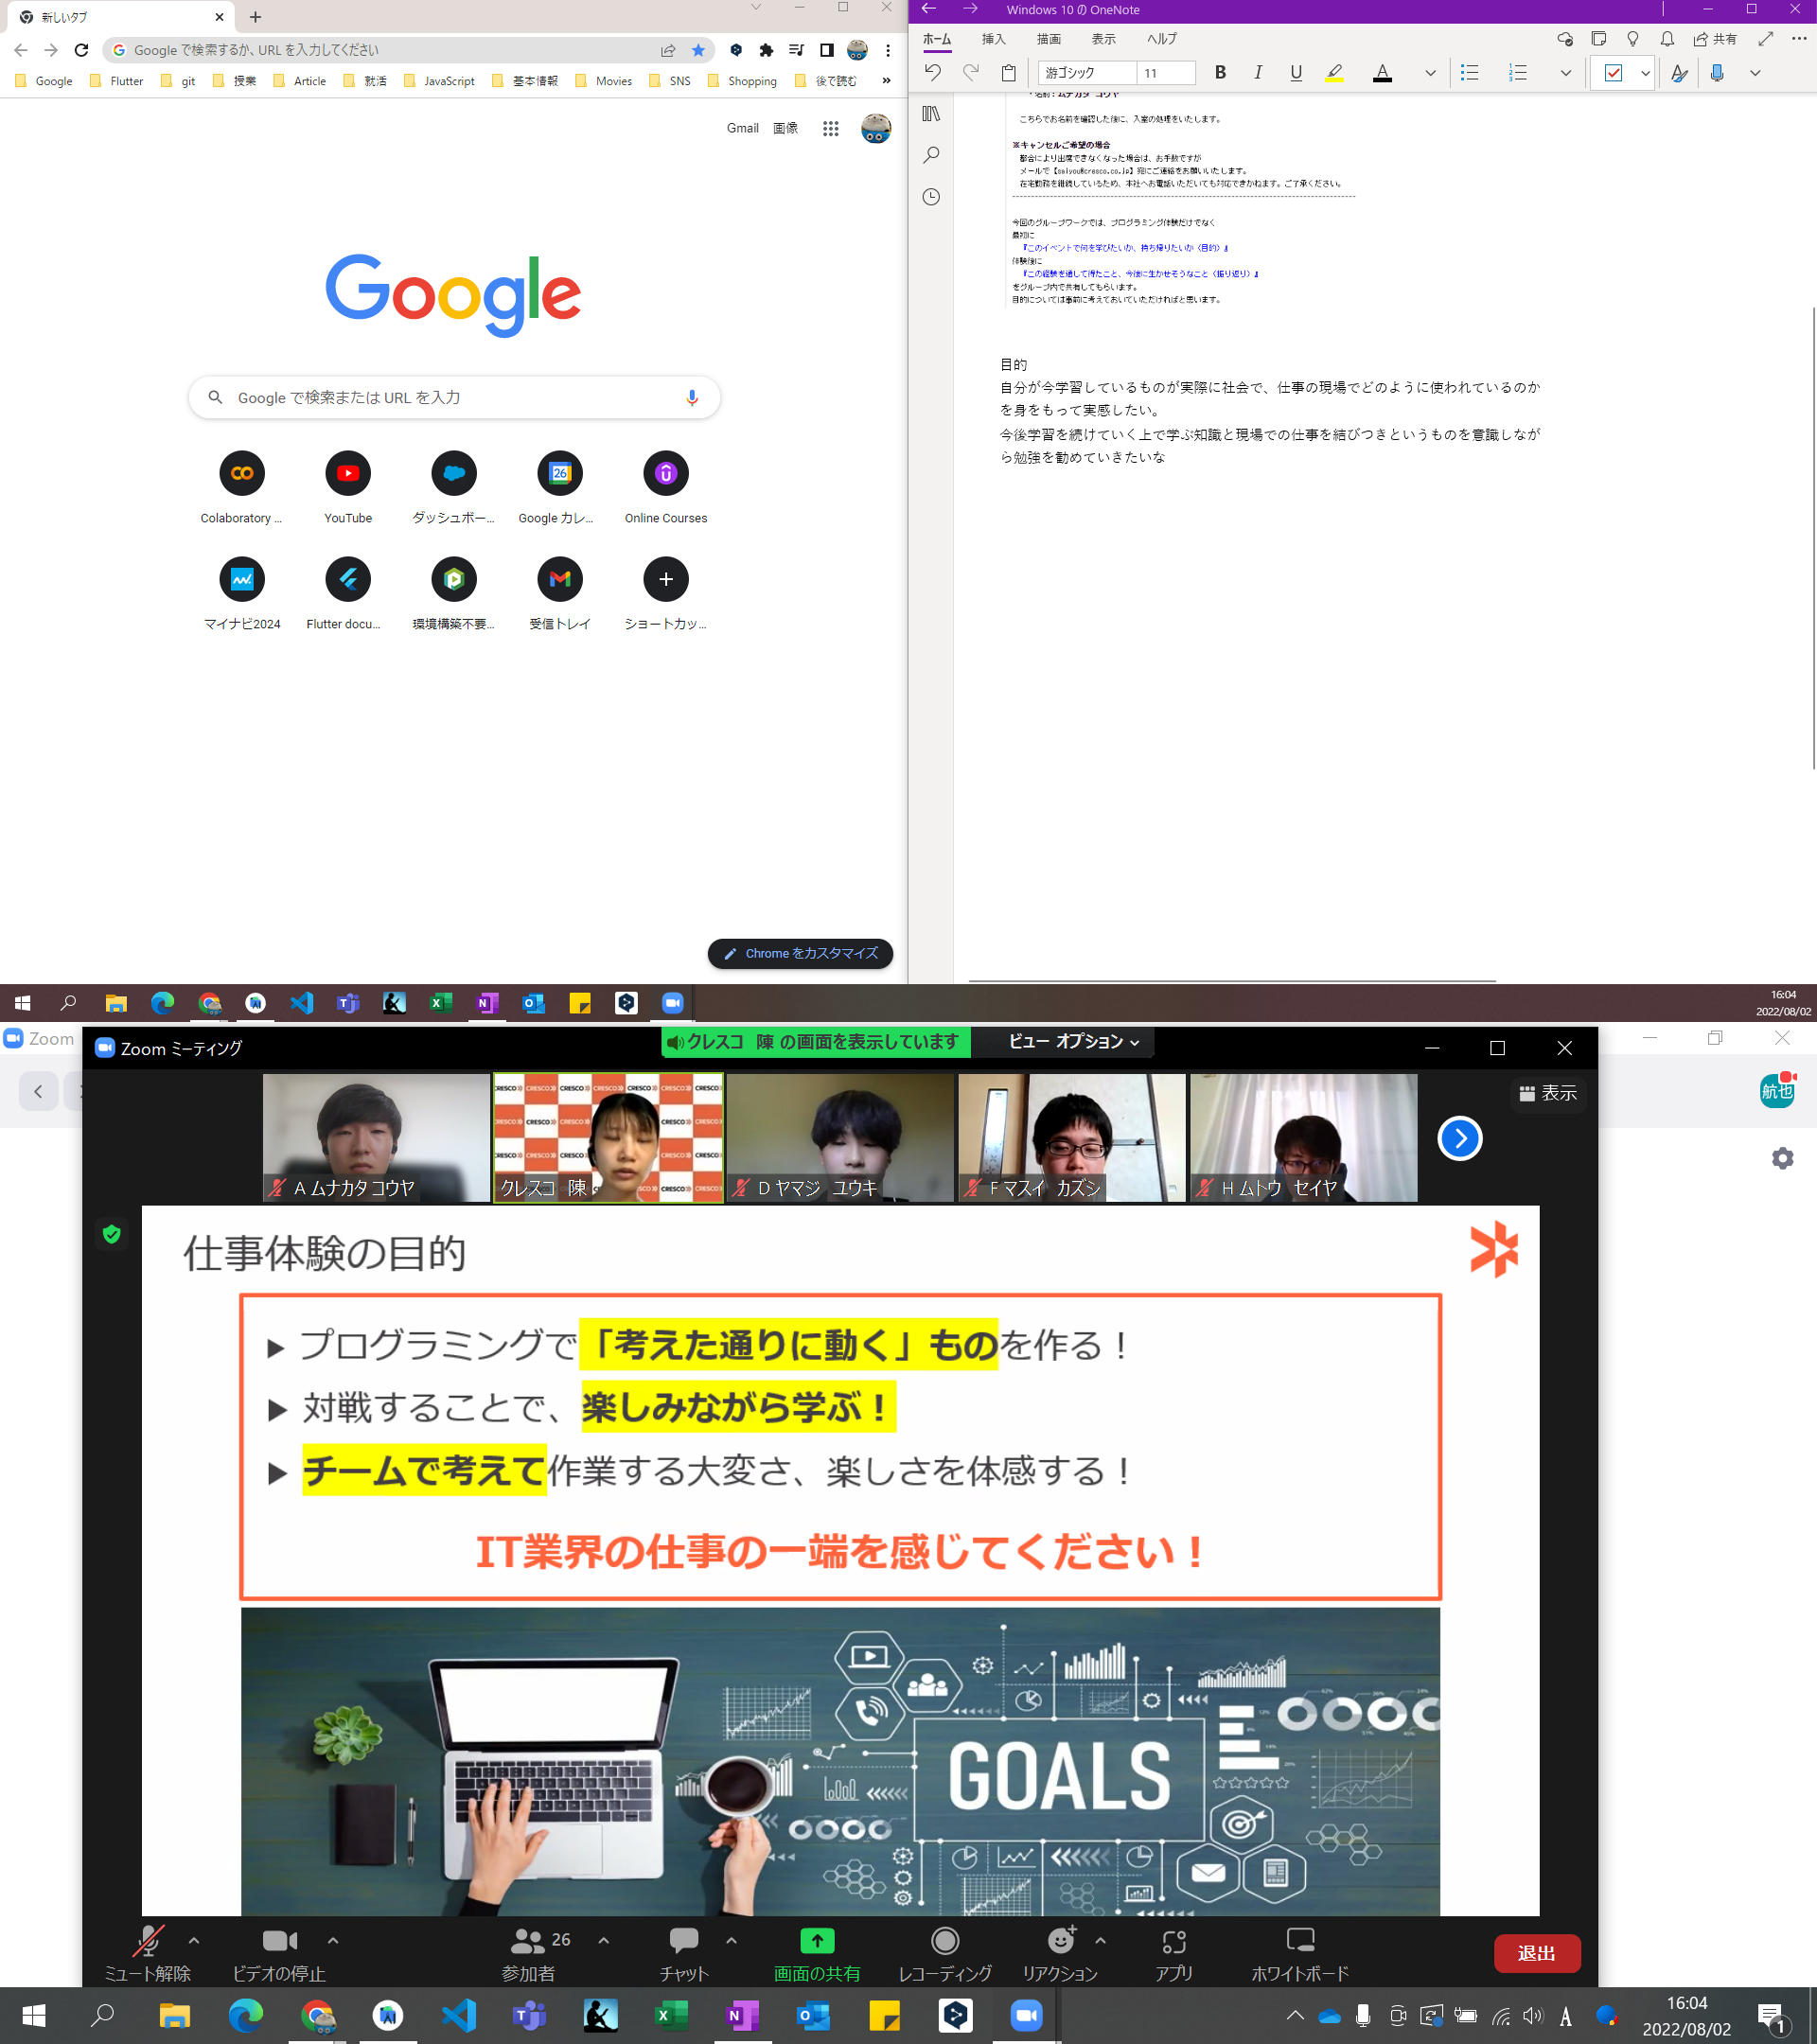 新しいタブ
Google で検索するか、URL を入力してください
Google
Flutter
git
授業
Article
就活
JavaScript
基本情報
Movies
SNS
Shopping
後で読む
»
Gmail 画像
Google
Google で検索または URL を入力
Colaboratory ...
YouTube
ダッシュボー...
Google カレ...
Online Courses
マイナビ2024
Flutter docu...
環境構築不要...
受信トレイ
ショートカッ...
Chrome をカスタマイズ
Windows 10 の OneNote
ホーム 挿入 描画 表示 ヘルプ
共有
游ゴシック 11 B I U A
・名前：ムナカタ コウヤ
こちらでお名前を確認した後に、入室の処理をいたします。
※キャンセルご希望の場合
都合により出席できなくなった場合は、お手数ですが
メールで【saiyou@cresco.co.jp】宛にご連絡をお願いいたします。
在宅勤務を継続しているため、本社へお電話いただいても対応できかねます。ご了承ください。
今回のグループワークでは、プログラミング体験だけでなく
最初に
『このイベントで何を学びたいか、持ち帰りたいか（目的）』
体験後に
『この経験を通して得たこと、今後に生かせそうなこと（振り返り）』
をグループ内で共有してもらいます。
目的については事前に考えておいていただければと思います。
目的
自分が今学習しているものが実際に社会で、仕事の現場でどのように使われているのか
を身をもって実感したい。
今後学習を続けていく上で学ぶ知識と現場での仕事を結びつきというものを意識しなが
ら勉強を勧めていきたいな
16:04
2022/08/02
Zoom
Zoom ミーティング
クレスコ 陳 の画面を表示しています
ビュー オプション
航也
表示
A ムナカタ コウヤ
クレスコ 陳
D ヤマジ ユウキ
F マスイ カズシ
H ムトウ セイヤ
仕事体験の目的
プログラミングで「考えた通りに動く」ものを作る！
対戦することで、楽しみながら学ぶ！
チームで考えて作業する大変さ、楽しさを体感する！
IT業界の仕事の一端を感じてください！
GOALS
ミュート解除
ビデオの停止
26
参加者
チャット
画面の共有
レコーディング
リアクション
アプリ
ホワイトボード
退出
A
16:04
2022/08/02
1